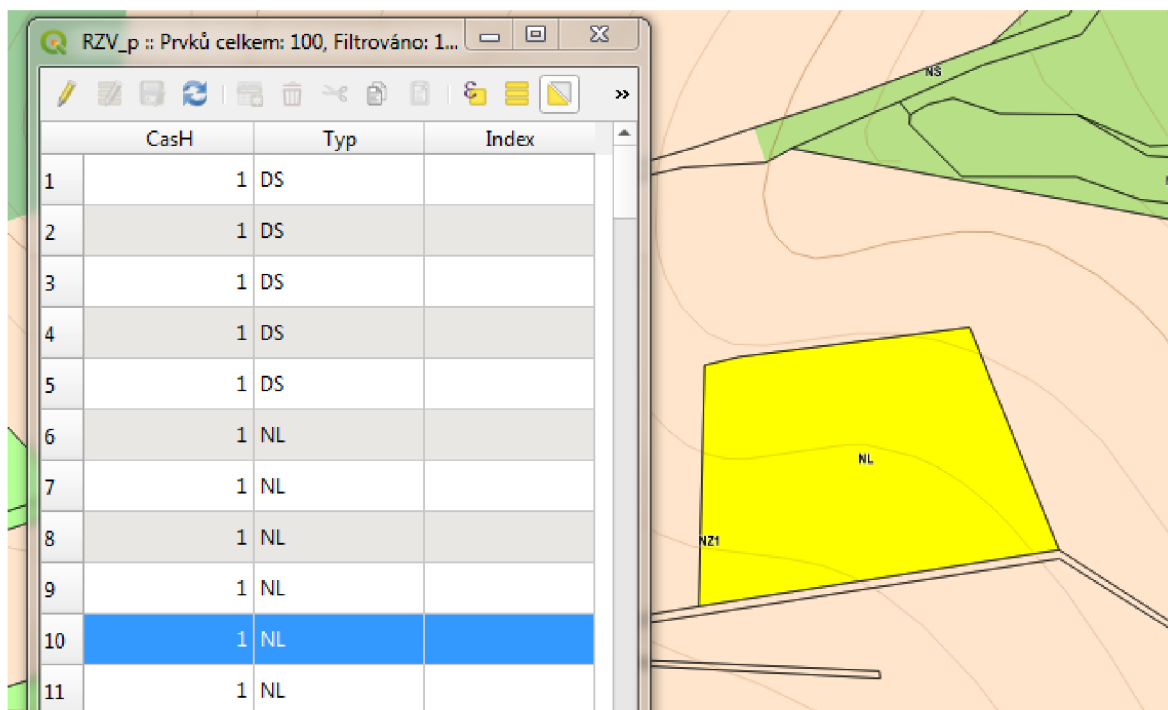 RZV_p :: Prvků celkem: 100, Filtrováno: 1...
CasH Typ Index
1 1 DS
2 1 DS
3 1 DS
4 1 DS
5 1 DS
6 1 NL
7 1 NL
8 1 NL
9 1 NL
10 1 NL
11 1 NL
NS
NL
NZ1